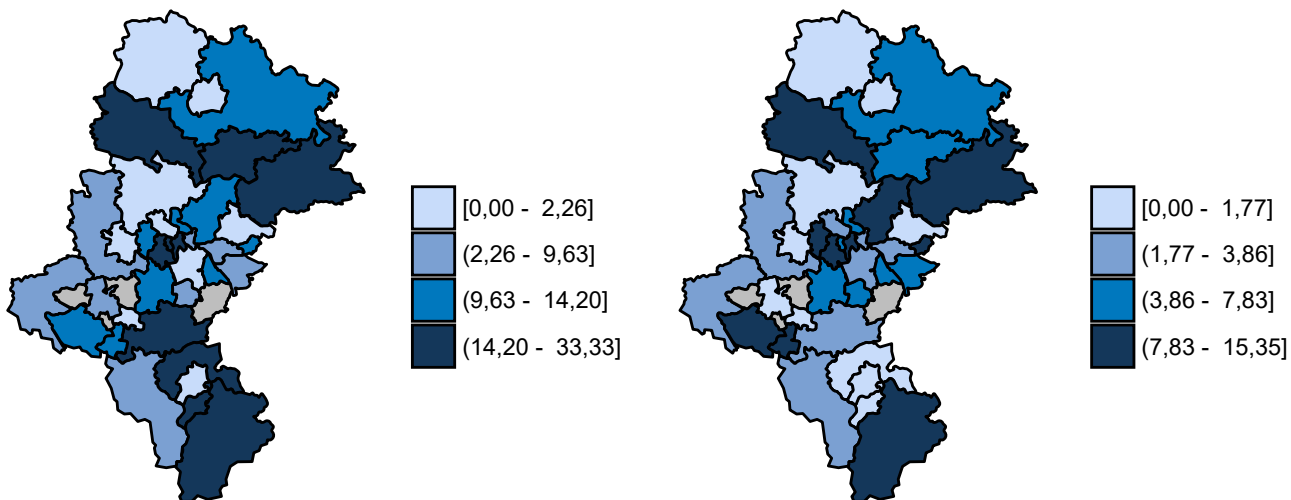 [0,00 - 2,26]
(2,26 - 9,63]
(9,63 - 14,20]
(14,20 - 33,33]
[0,00 - 1,77]
(1,77 - 3,86]
(3,86 - 7,83]
(7,83 - 15,35]